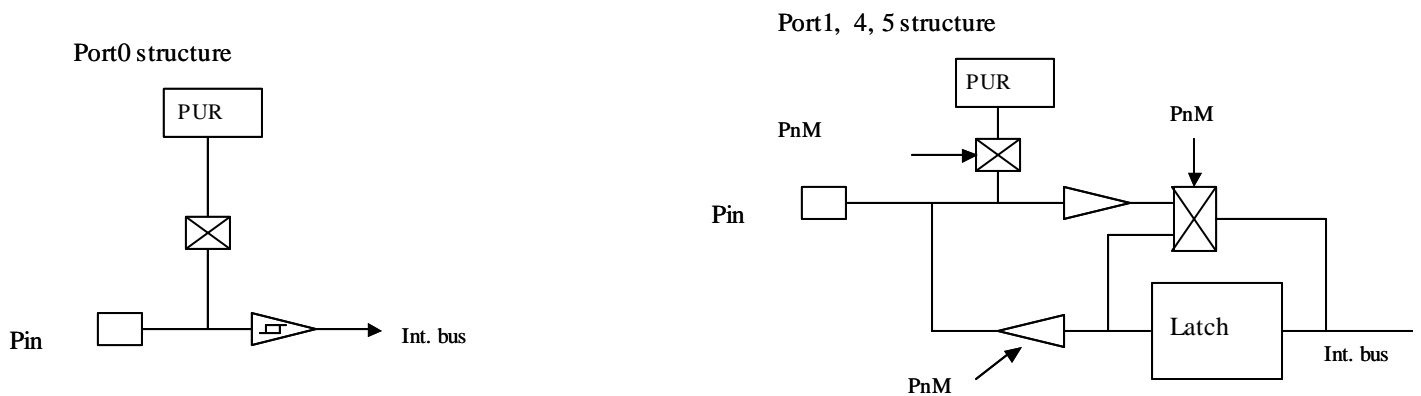 Port0 structure
PUR
Pin
Int. bus
Port1, 4, 5 structure
PUR
PnM
PnM
Pin
Latch
Int. bus
PnM